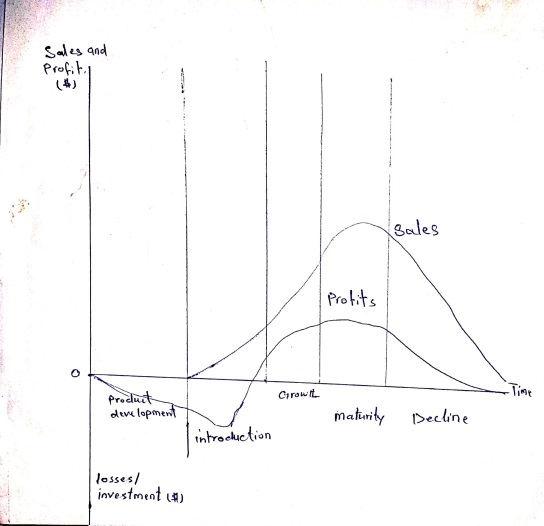 Sales and
Profit.
($)
Sales
Profits
0
Time
Product
development
Growth
maturity
Decline
introduction
losses/
investment ($)